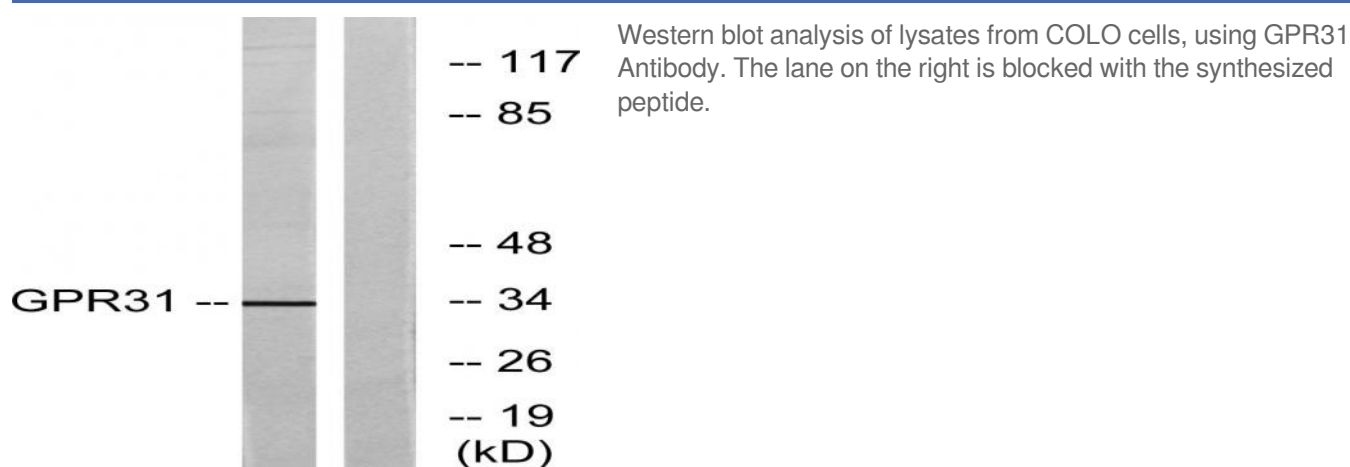 GPR31 --
-- 117
-- 85
-- 48
-- 34
-- 26
-- 19
(kD)
Western blot analysis of lysates from COLO cells, using GPR31
Antibody. The lane on the right is blocked with the synthesized
peptide.